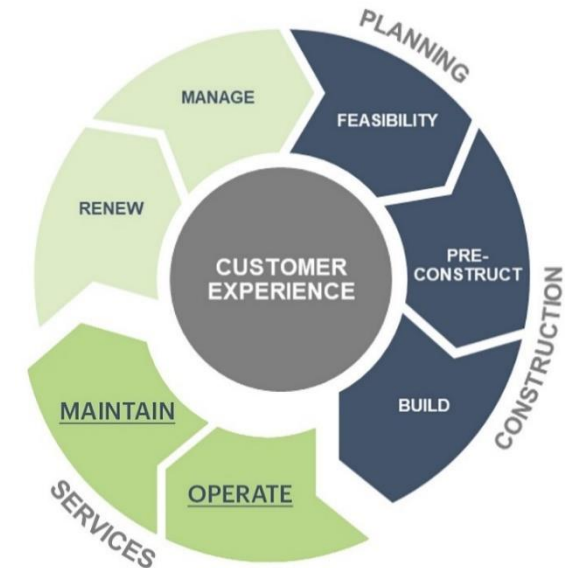 PLANNING
MANAGE
FEASIBILITY
RENEW
PRE-
CONSTRUCT
CUSTOMER
EXPERIENCE
CONSTRUCTION
BUILD
MAINTAIN
OPERATE
SERVICES